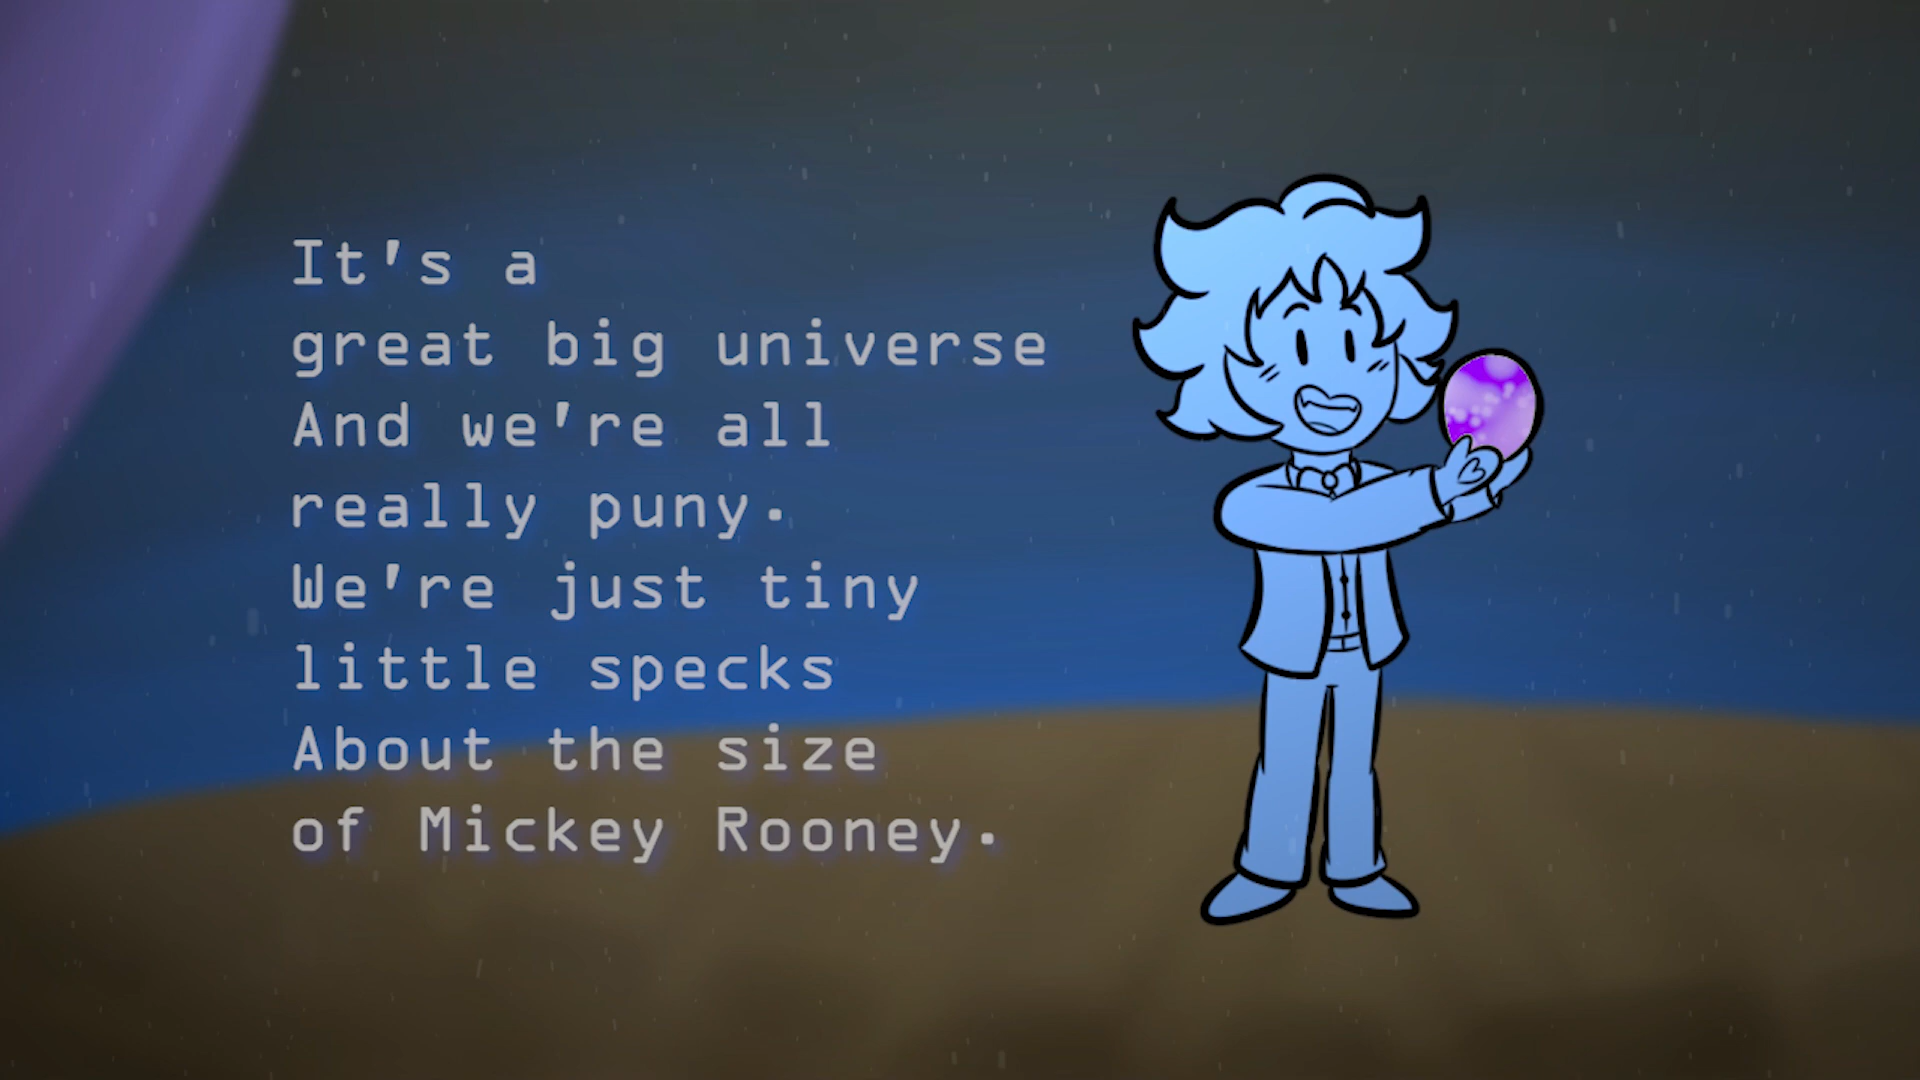 It's a
great big universe
And we're all
really puny.
We're just tiny
little specks
About the size
of Mickey Rooney.